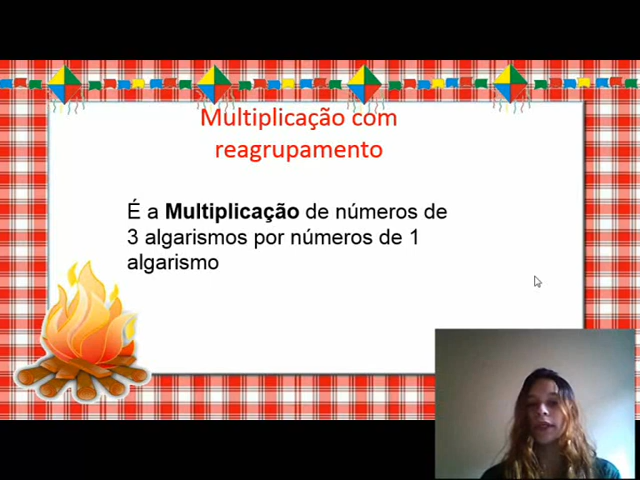 Multiplicação com
reagrupamento
É a Multiplicação de números de
3 algarismos por números de 1
algarismo